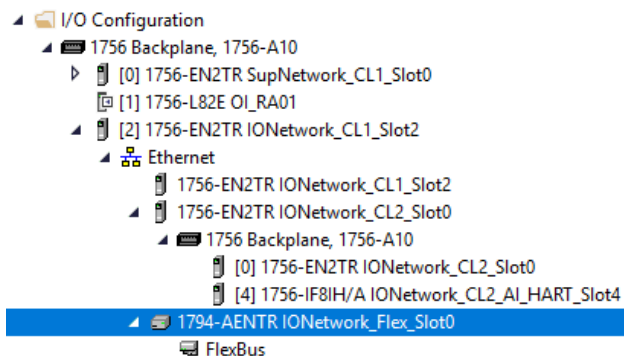 I/O Configuration
1756 Backplane, 1756-A10
[0] 1756-EN2TR SupNetwork_CL1_Slot0
[1] 1756-L82E OI_RA01
[2] 1756-EN2TR IONetwork_CL1_Slot2
Ethernet
1756-EN2TR IONetwork_CL1_Slot2
1756-EN2TR IONetwork_CL2_Slot0
1756 Backplane, 1756-A10
[0] 1756-EN2TR IONetwork_CL2_Slot0
[4] 1756-IF8IH/A IONetwork_CL2_AI_HART_Slot4
1794-AENTR IONetwork_Flex_Slot0
FlexBus